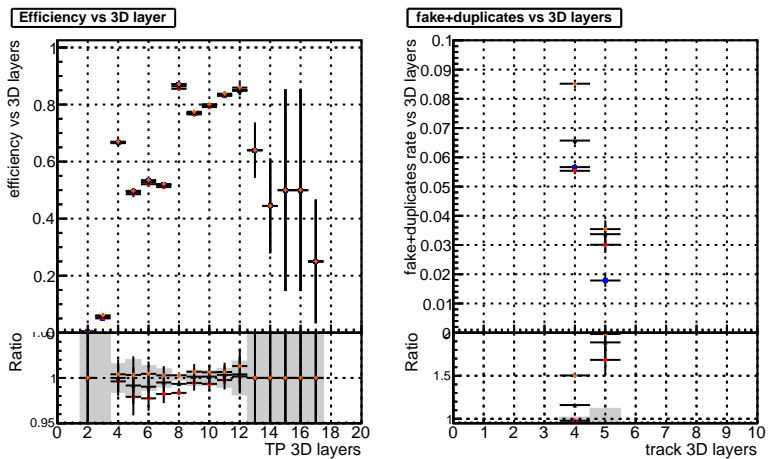 Efficiency vs 3D layer
efficiency vs 3D layers
1
0.8
0.6
0.4
0.2
Ratio
1
0.95
0 2 4 6 8 10 12 14 16 18 20
TP 3D layers
fake+duplicates vs 3D layers
fake+duplicates rate vs 3D layers
0.1
0.09
0.08
0.07
0.06
0.05
0.04
0.03
0.02
0.01
0
Ratio
1.5
1
0 1 2 3 4 5 6 7 8 9 10
track 3D layers